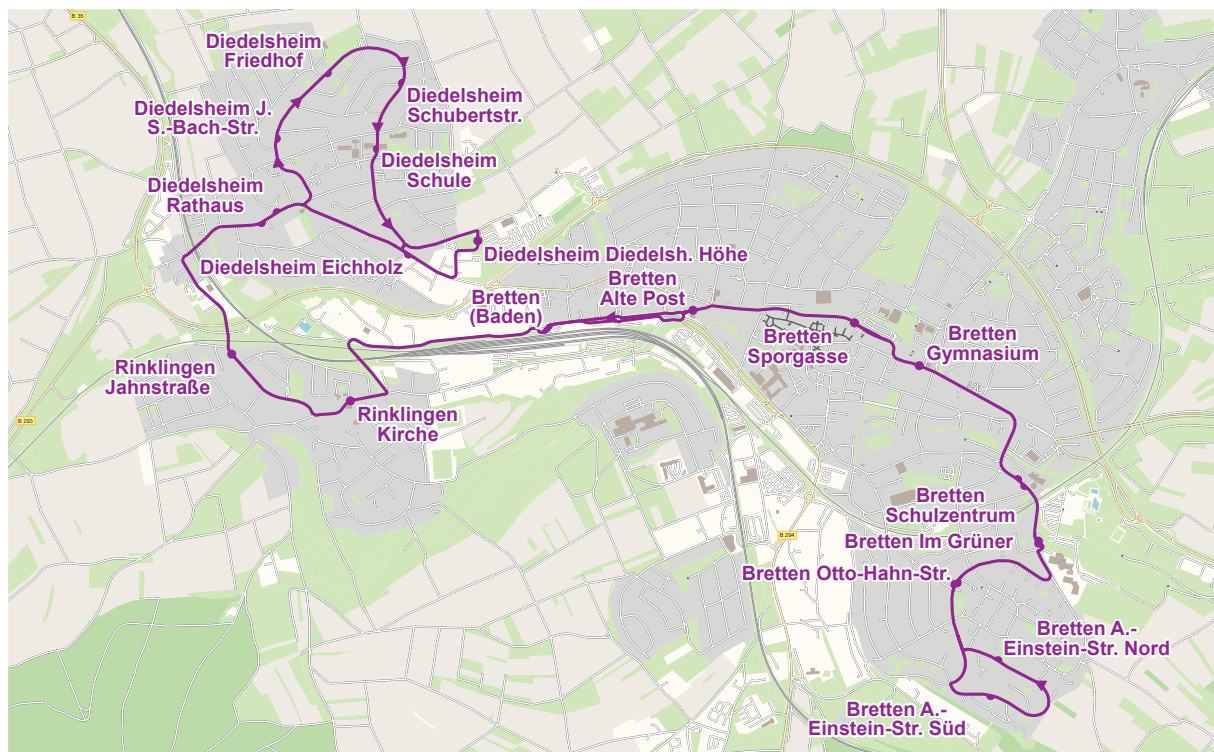 B 35
Diedelsheim
Friedhof
Diedelsheim
Schubertstr.
Diedelsheim J.
S.-Bach-Str.
Diedelsheim
Schule
Diedelsheim
Rathaus
Diedelsheim Diedelsh. Höhe
Diedelsheim Eichholz
Bretten
Alte Post
Bretten
(Baden)
Bretten
Sporgasse
Bretten
Gymnasium
Rinklingen
Jahnstraße
Rinklingen
Kirche
B 293
Bretten
Schulzentrum
B 294
Bretten Im Grüner
Bretten Otto-Hahn-Str.
Bretten A.-
Einstein-Str. Nord
Bretten A.-
Einstein-Str. Süd